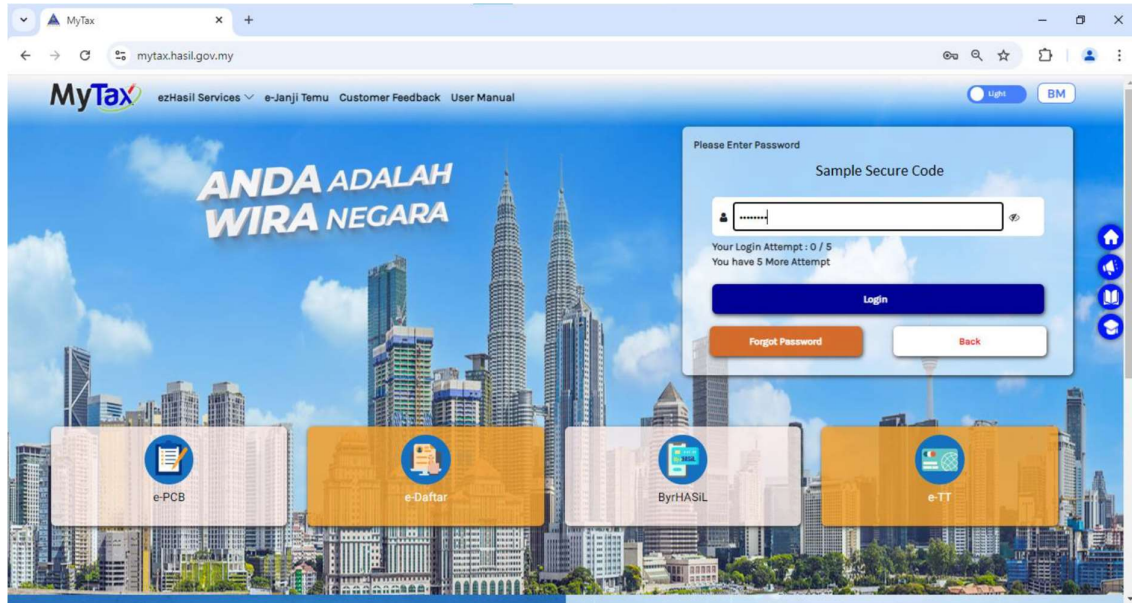 MyTax
mytax.hasil.gov.my
MyTax
ezHasil Services e-Janji Temu Customer Feedback User Manual
Light
BM
ANDA ADALAH
WIRA NEGARA
Please Enter Password
Sample Secure Code
••••••••
Your Login Attempt : 0 / 5
You have 5 More Attempt
Login
Forgot Password
Back
e-PCB
e-Daftar
ByrHASiL
e-TT